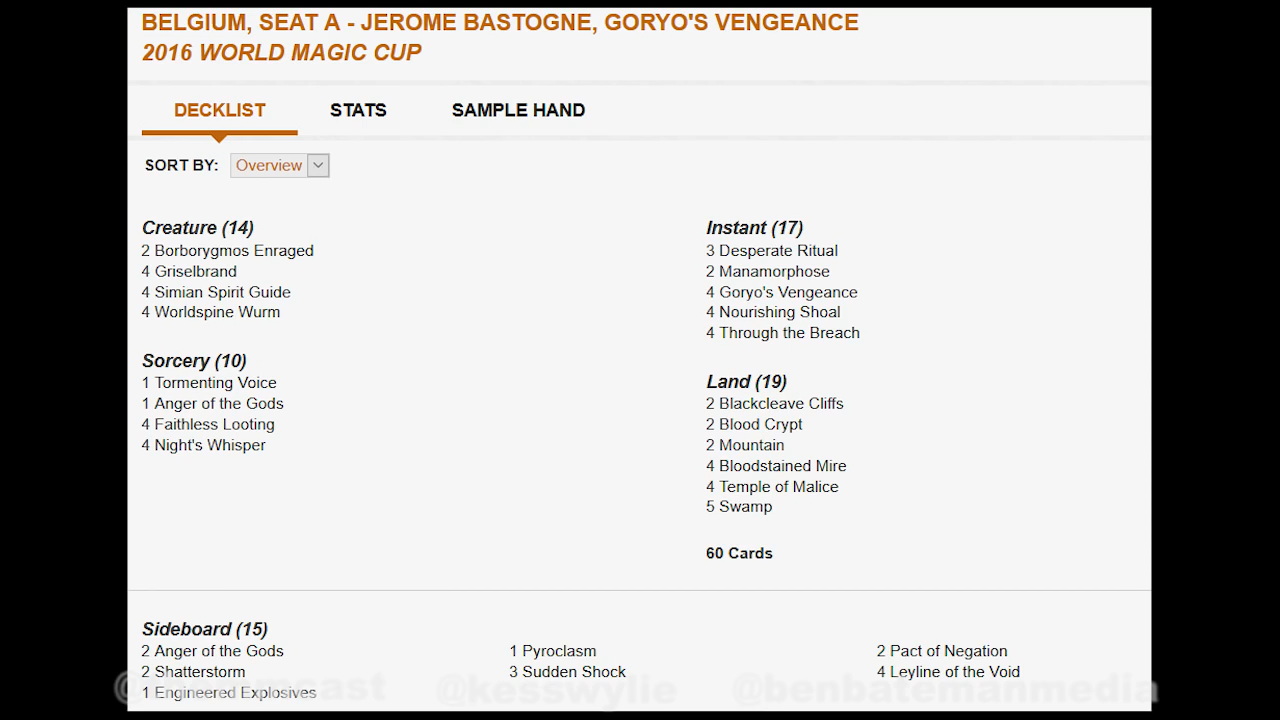 BELGIUM, SEAT A - JEROME BASTOGNE, GORYO'S VENGEANCE
2016 WORLD MAGIC CUP
DECKLIST
STATS
SAMPLE HAND
SORT BY: Overview
Creature (14)
2 Borborygmos Enraged
4 Griselbrand
4 Simian Spirit Guide
4 Worldspine Wurm
Sorcery (10)
1 Tormenting Voice
1 Anger of the Gods
4 Faithless Looting
4 Night's Whisper
Instant (17)
3 Desperate Ritual
2 Manamorphose
4 Goryo's Vengeance
4 Nourishing Shoal
4 Through the Breach
Land (19)
2 Blackcleave Cliffs
2 Blood Crypt
2 Mountain
4 Bloodstained Mire
4 Temple of Malice
5 Swamp
60 Cards
Sideboard (15)
2 Anger of the Gods
2 Shatterstorm
1 Engineered Explosives
1 Pyroclasm
3 Sudden Shock
2 Pact of Negation
4 Leyline of the Void
@kesswylie
@benbatemanmedia